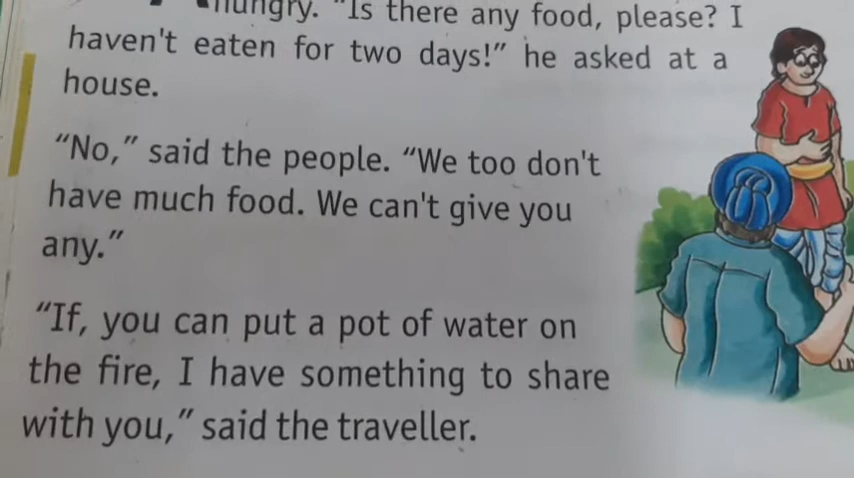 hungry. "Is there any food, please? I
haven't eaten for two days!" he asked at a
house.
"No," said the people. "We too don't
have much food. We can't give you
any."
"If, you can put a pot of water on
the fire, I have something to share
with you," said the traveller.